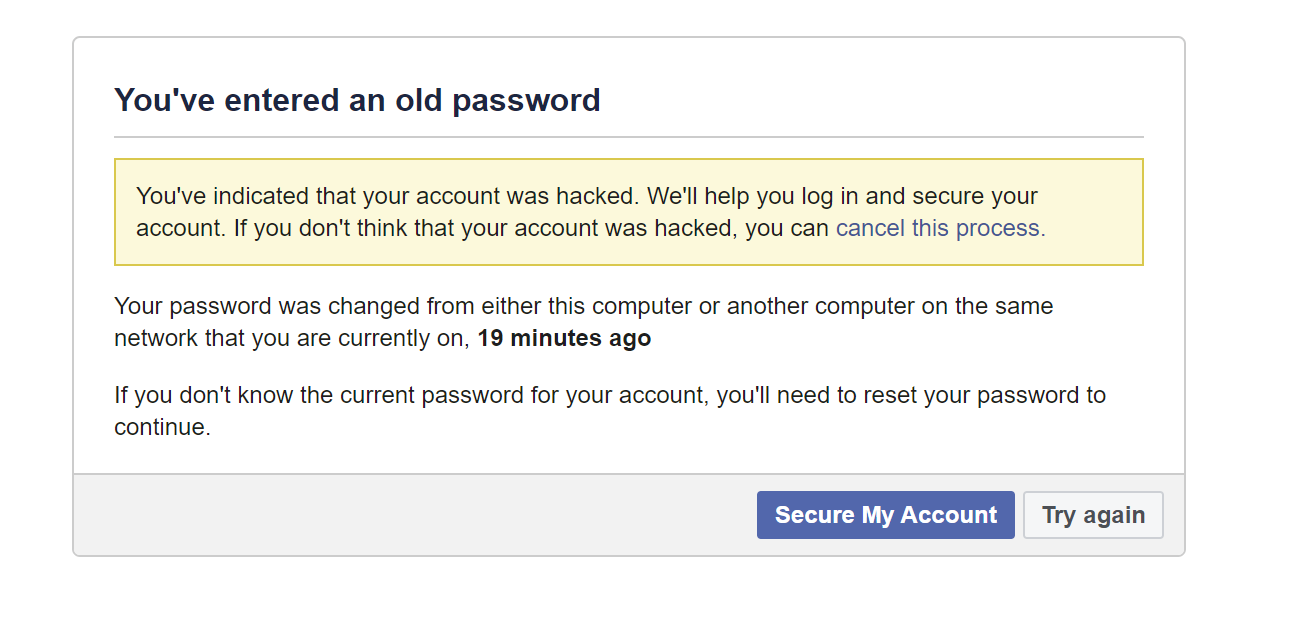 You've entered an old password
You've indicated that your account was hacked. We'll help you log in and secure your
account. If you don't think that your account was hacked, you can cancel this process.
Your password was changed from either this computer or another computer on the same
network that you are currently on, 19 minutes ago
If you don't know the current password for your account, you'll need to reset your password to
continue.
Secure My Account
Try again